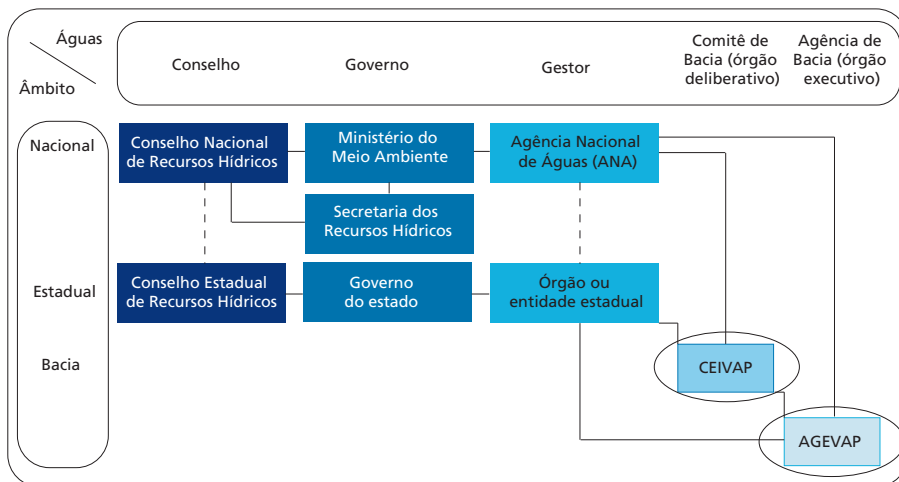 Águas
Âmbito
Conselho
Governo
Gestor
Comitê de
Bacia (órgão
deliberativo)
Agência de
Bacia (órgão
executivo)
Nacional
Conselho Nacional
de Recursos Hídricos
Ministério do
Meio Ambiente
Agência Nacional
de Águas (ANA)
Secretaria dos
Recursos Hídricos
Estadual
Conselho Estadual
de Recursos Hídricos
Governo
do estado
Órgão ou
entidade estadual
Bacia
CEIVAP
AGEVAP